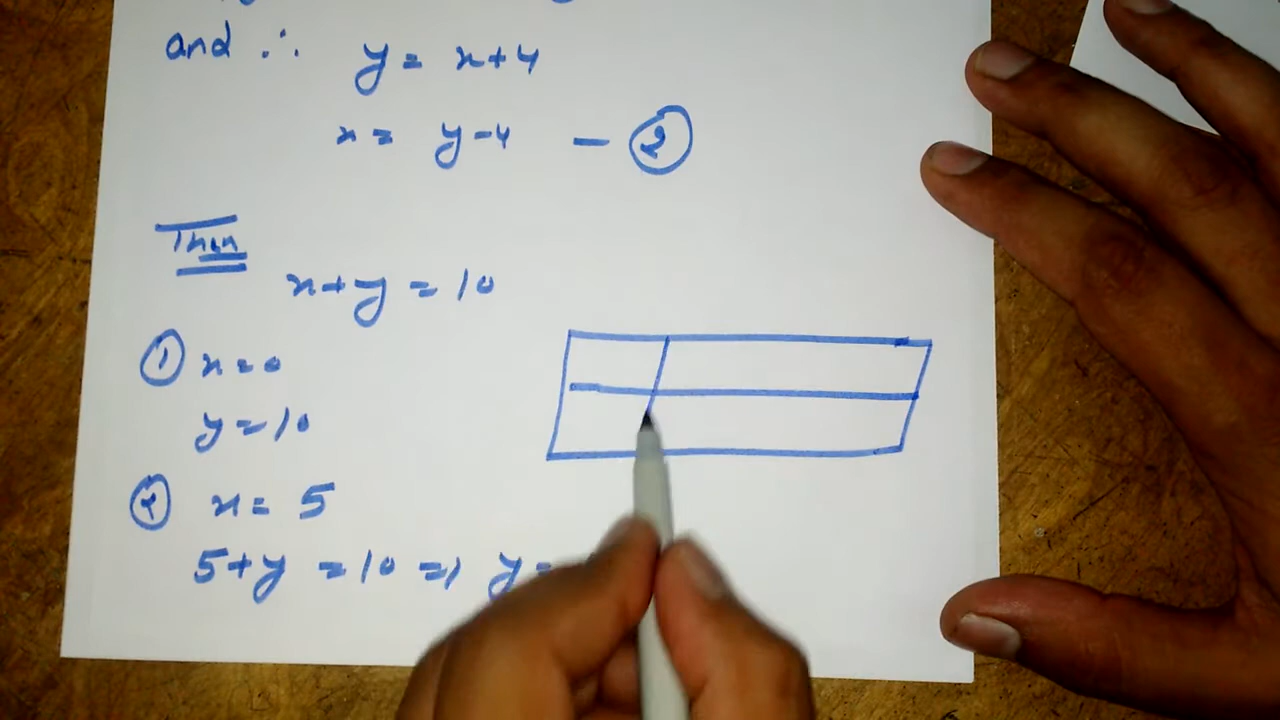 and ∴ y = x+4
x = y-4 - ②
Then
x+y = 10
① x=0
y=10
② x= 5
5+y =10 => y=